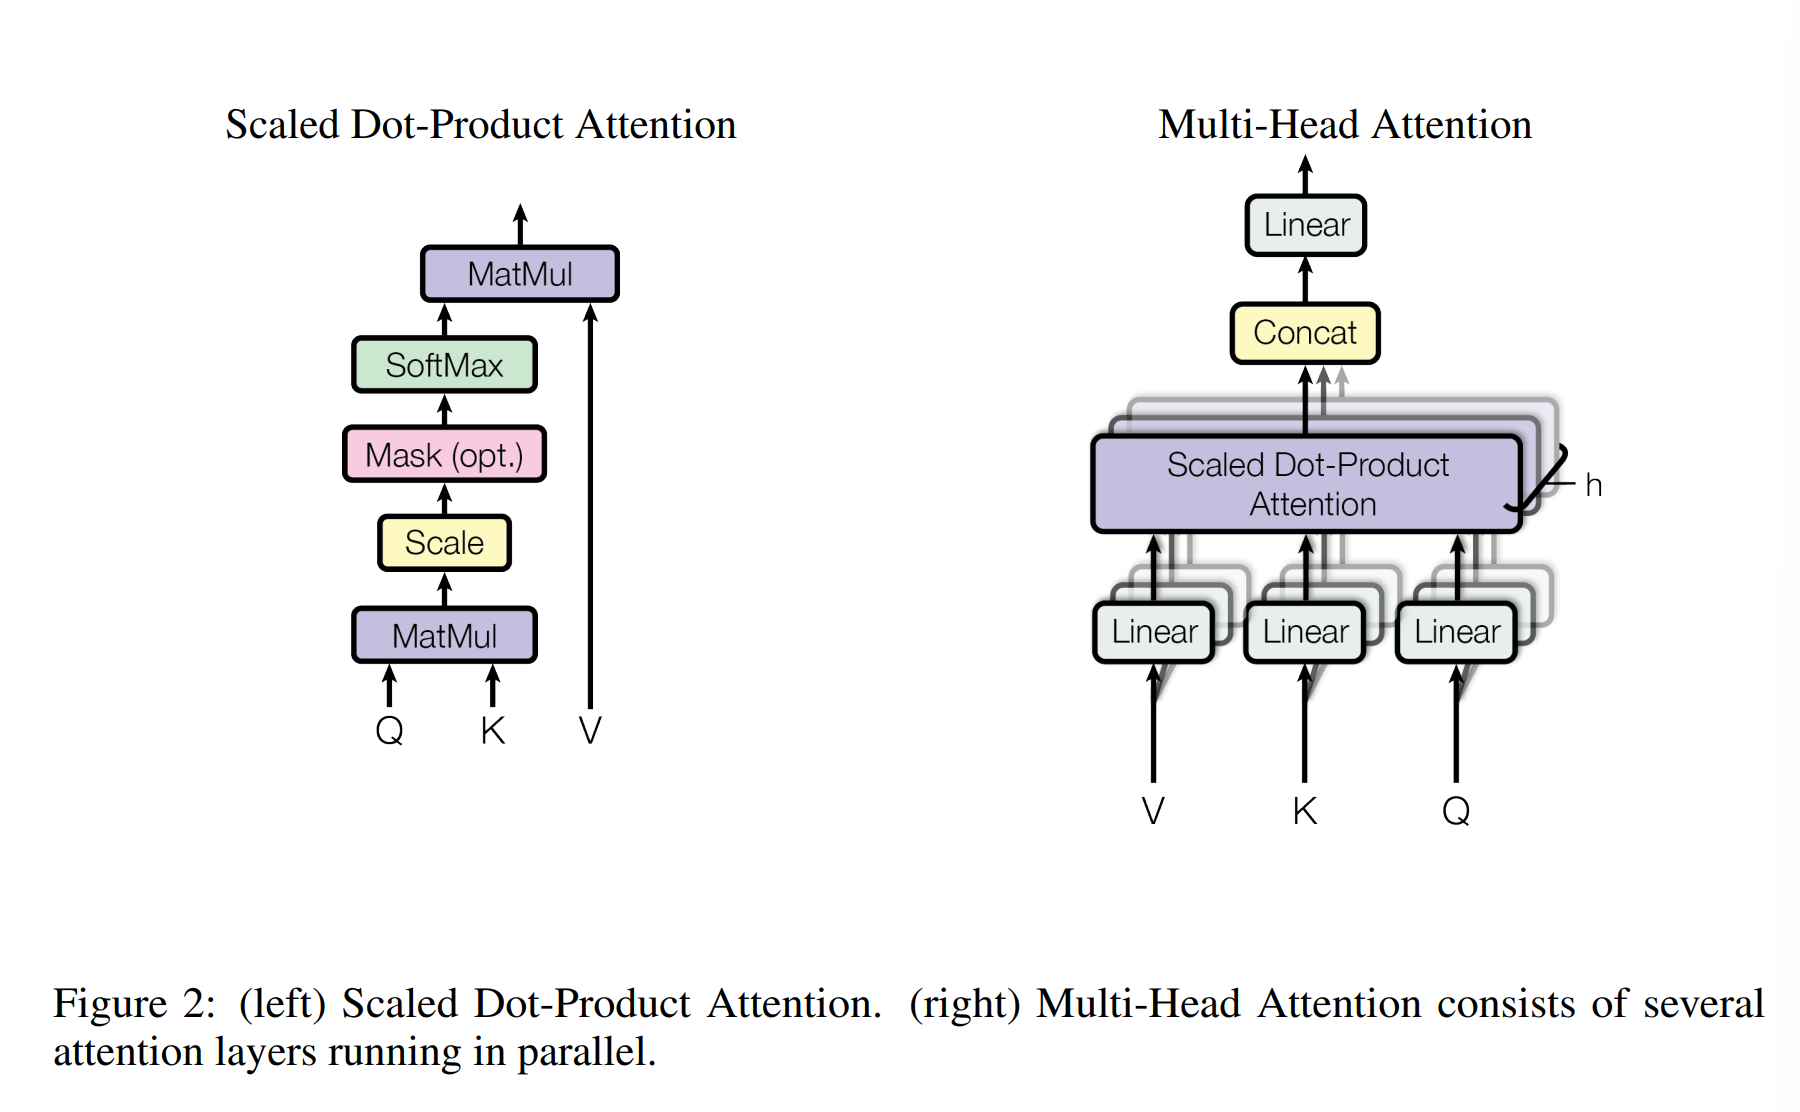 Scaled Dot-Product Attention
MatMul
SoftMax
Mask (opt.)
Scale
MatMul
Q K V
Multi-Head Attention
Linear
Concat
Scaled Dot-Product
Attention
h
Linear Linear Linear
V K Q
Figure 2: (left) Scaled Dot-Product Attention. (right) Multi-Head Attention consists of several
attention layers running in parallel.